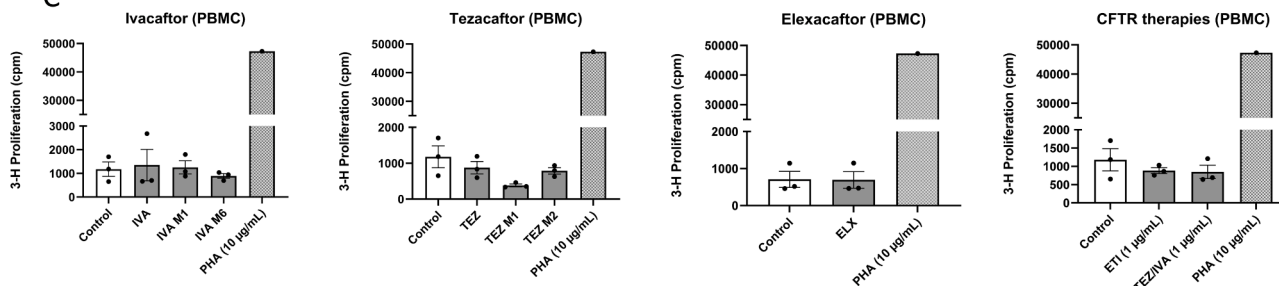 C
Ivacaftor (PBMC)
3-H Proliferation (cpm)
50000
40000
30000
3000
2000
1000
0
Control
IVA
IVA M1
IVA M6
PHA (10 µg/mL)
Tezacaftor (PBMC)
3-H Proliferation (cpm)
50000
40000
30000
2000
1000
0
Control
TEZ
TEZ M1
TEZ M2
PHA (10 µg/mL)
Elexacaftor (PBMC)
3-H Proliferation (cpm)
50000
40000
30000
2000
1000
0
Control
ELX
PHA (10 µg/mL)
CFTR therapies (PBMC)
3-H Proliferation (cpm)
50000
40000
30000
2000
1500
1000
500
0
Control
ETI (1 µg/mL)
TEZ/IVA (1 µg/mL)
PHA (10 µg/mL)